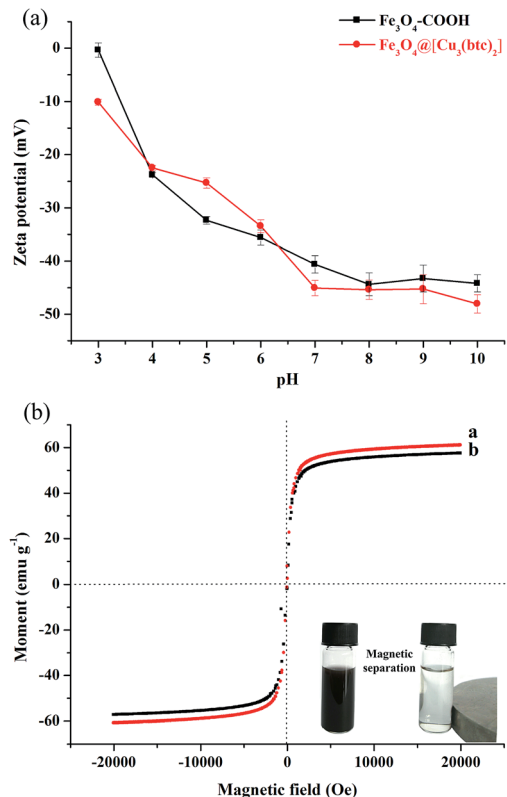 (a)
Fe₃O₄-COOH
Fe₃O₄@[Cu₃(btc)₂]
0
-10
-20
-30
-40
-50
Zeta potential (mV)
3 4 5 6 7 8 9 10
pH
(b)
a
b
60
40
20
0
-20
-40
-60
Moment (emu g⁻¹)
Magnetic
separation
-20000 -10000 0 10000 20000
Magnetic field (Oe)